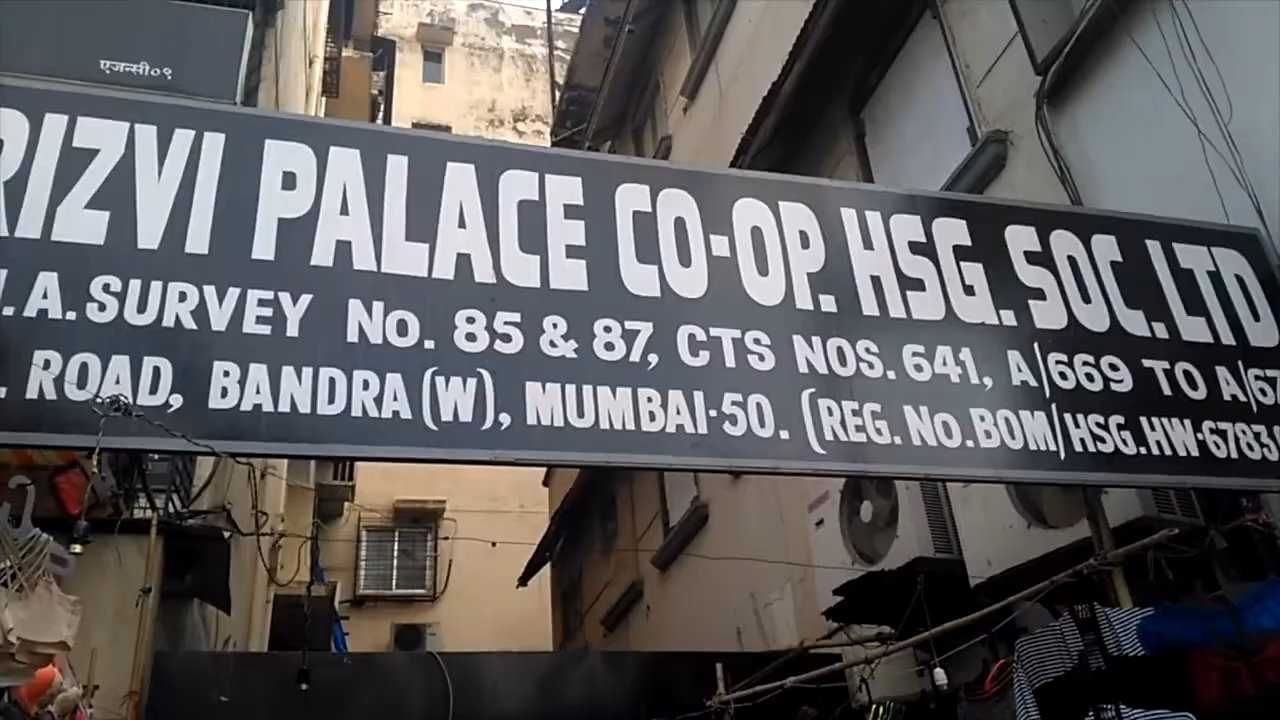 एजन्सी०९
RIZVI PALACE CO-OP. HSG. SOC. LTD
.A. SURVEY No. 85 & 87, CTS NOS. 641, A/669 TO A/67
. ROAD, BANDRA (W), MUMBAI-50. (REG. No. BOM/HSG.HW-6783